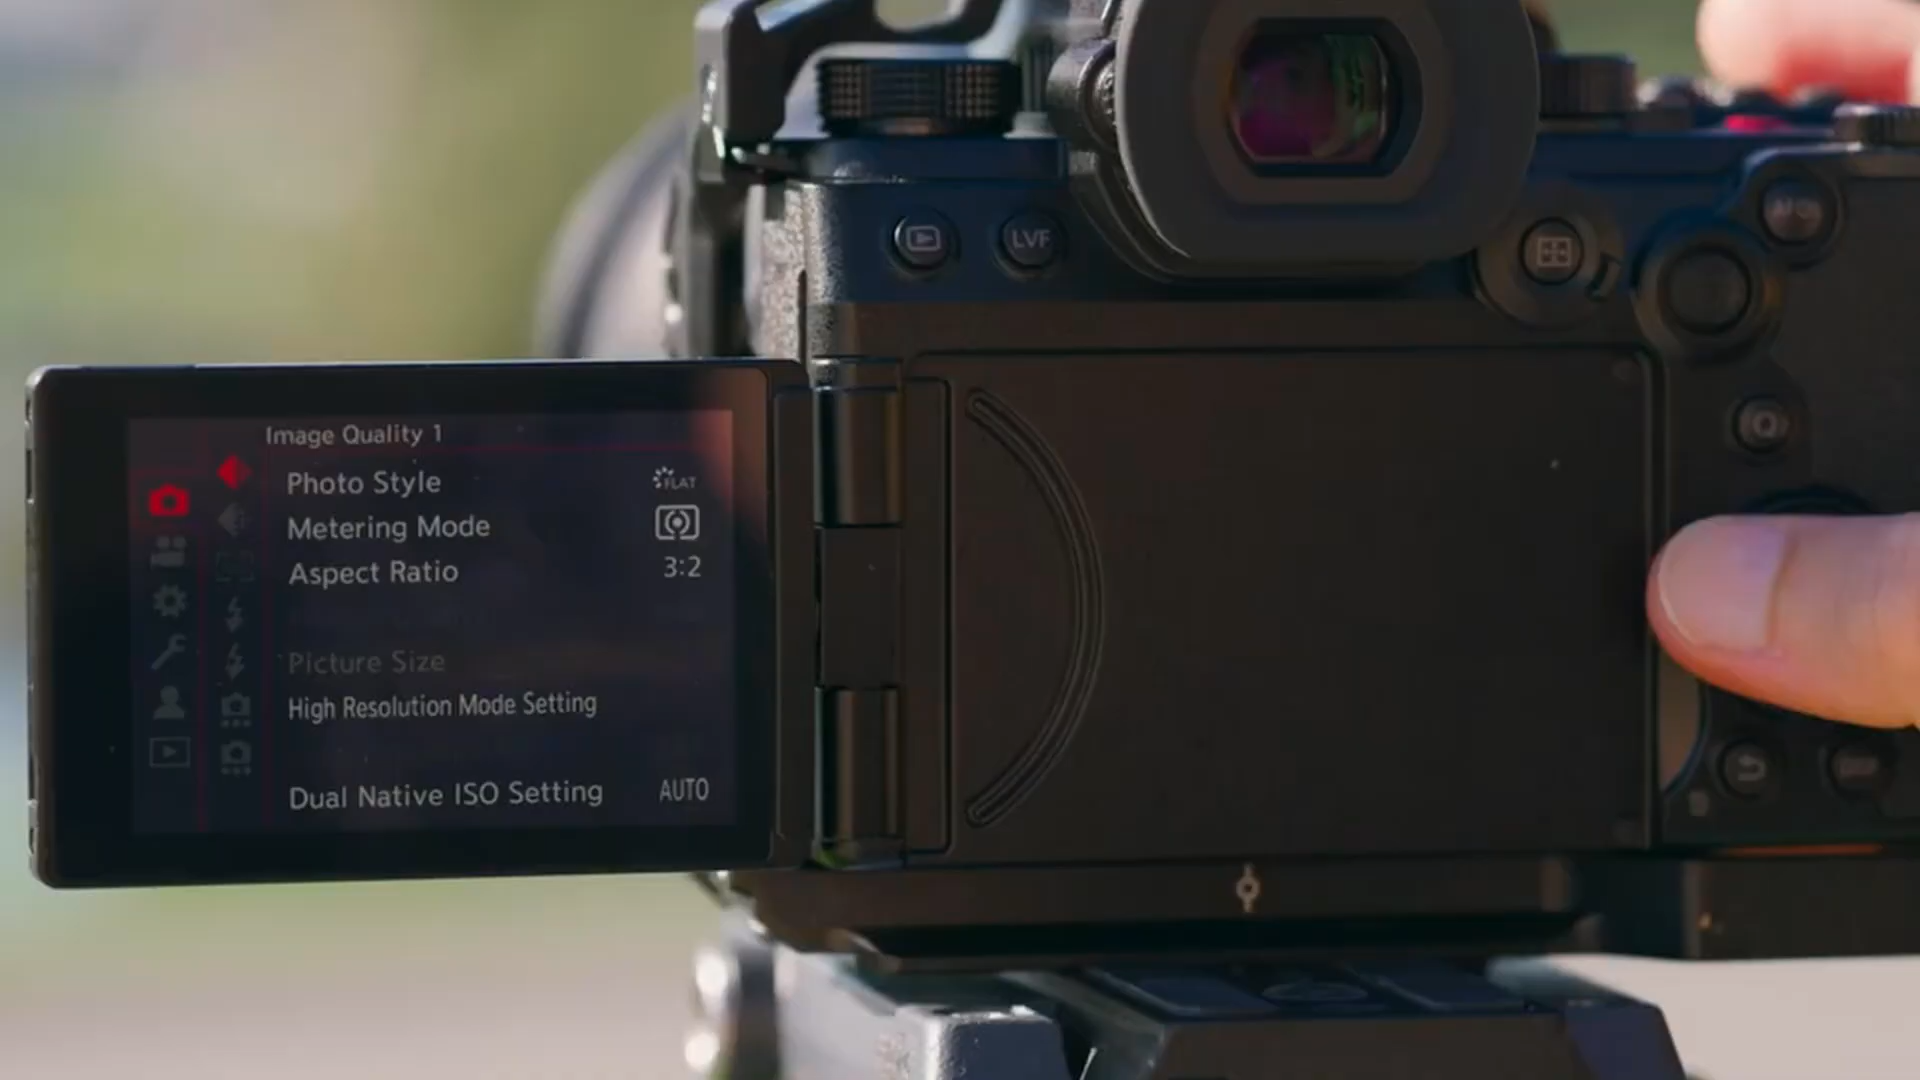 LVF
Q
Image Quality 1
Photo Style FLAT
Metering Mode
Aspect Ratio 3:2
Picture Size
High Resolution Mode Setting
Dual Native ISO Setting AUTO